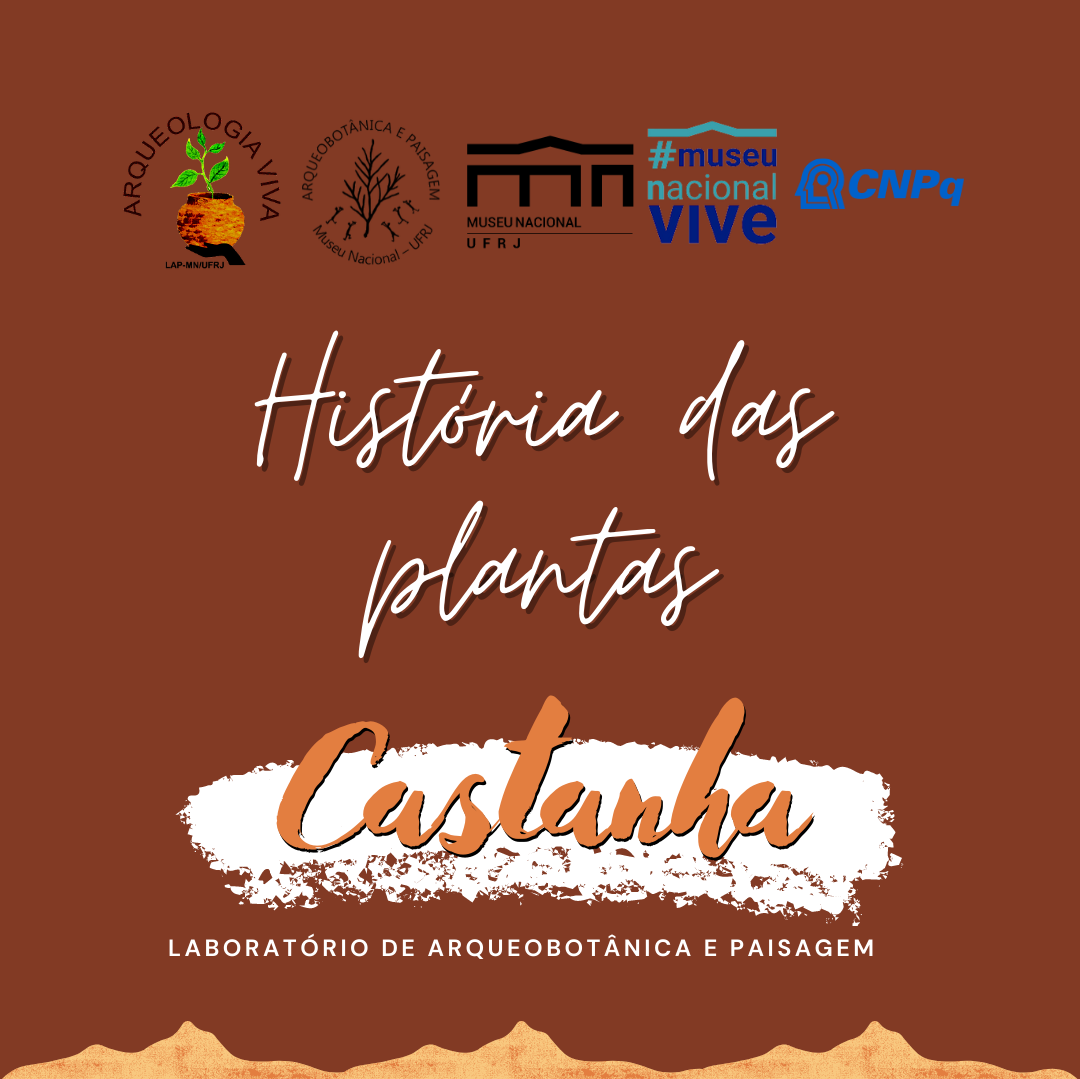 ARQUEOLOGIA VIVA
LAP-MN/UFRJ
ARQUEOBOTÂNICA E PAISAGEM
Museu Nacional – UFRJ
MUSEU NACIONAL
UFRJ
#museu
nacional
vive
CNPq
História das
plantas
Castanha
LABORATÓRIO DE ARQUEOBOTÂNICA E PAISAGEM